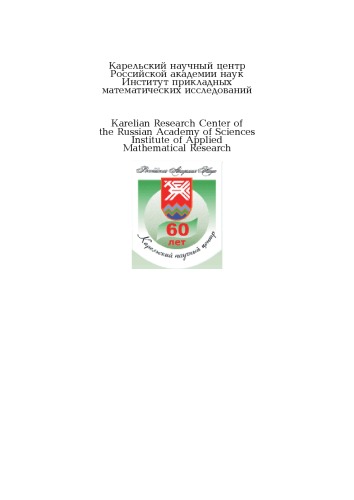 Карельский научный центр
Российской академии наук
Институт прикладных
математических исследований
Karelian Research Center of
the Russian Academy of Sciences
Institute of Applied
Mathematical Research
Российская Академия Наук
60
лет
Карельский научный центр